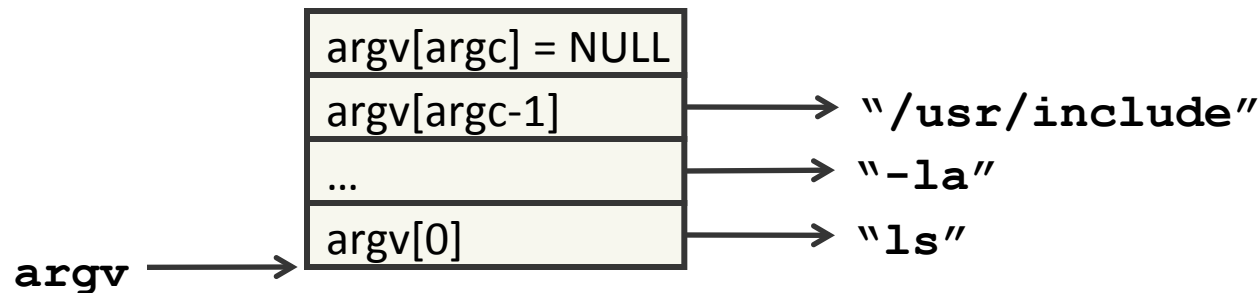 argv[argc] = NULL
argv[argc-1] “/usr/include”
… “-la”
argv[0] “ls”
argv